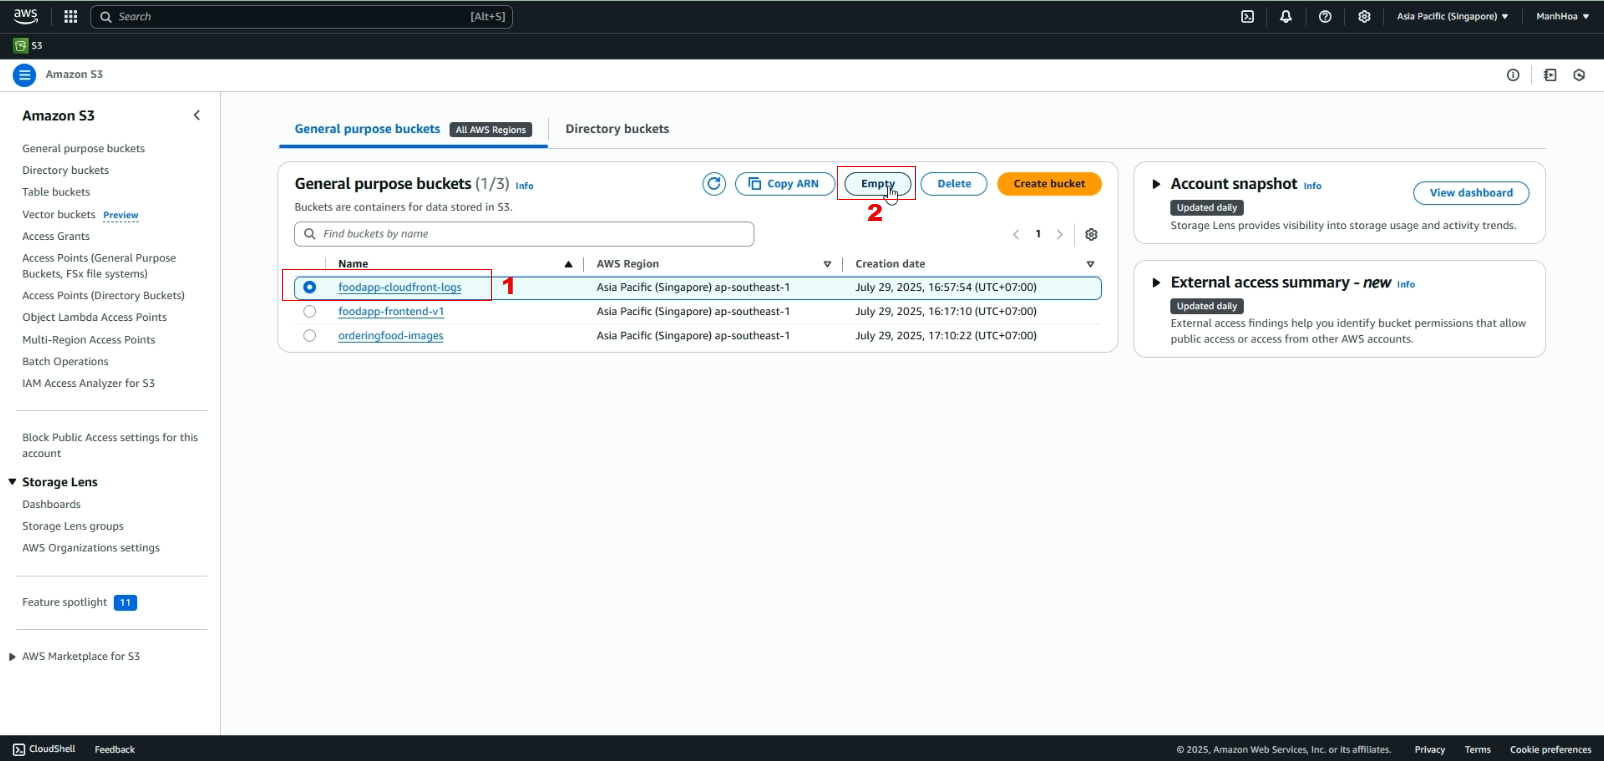 aws
Search [Alt+S]
Asia Pacific (Singapore) ▼
ManhHoa ▼
S3
Amazon S3
Amazon S3
General purpose buckets
Directory buckets
Table buckets
Vector buckets Preview
Access Grants
Access Points (General Purpose
Buckets, FSx file systems)
Access Points (Directory Buckets)
Object Lambda Access Points
Multi-Region Access Points
Batch Operations
IAM Access Analyzer for S3
Block Public Access settings for this
account
Storage Lens
Dashboards
Storage Lens groups
AWS Organizations settings
Feature spotlight 11
AWS Marketplace for S3
General purpose buckets All AWS Regions
Directory buckets
General purpose buckets (1/3) Info
Copy ARN
Empty
Delete
Create bucket
2
Buckets are containers for data stored in S3.
Find buckets by name
1
Name AWS Region Creation date
foodapp-cloudfront-logs 1 Asia Pacific (Singapore) ap-southeast-1 July 29, 2025, 16:57:54 (UTC+07:00)
foodapp-frontend-v1 Asia Pacific (Singapore) ap-southeast-1 July 29, 2025, 16:17:10 (UTC+07:00)
orderingfood-images Asia Pacific (Singapore) ap-southeast-1 July 29, 2025, 17:10:22 (UTC+07:00)
Account snapshot Info
View dashboard
Updated daily
Storage Lens provides visibility into storage usage and activity trends.
External access summary - new Info
Updated daily
External access findings help you identify bucket permissions that allow
public access or access from other AWS accounts.
CloudShell Feedback
© 2025, Amazon Web Services, Inc. or its affiliates. Privacy Terms Cookie preferences